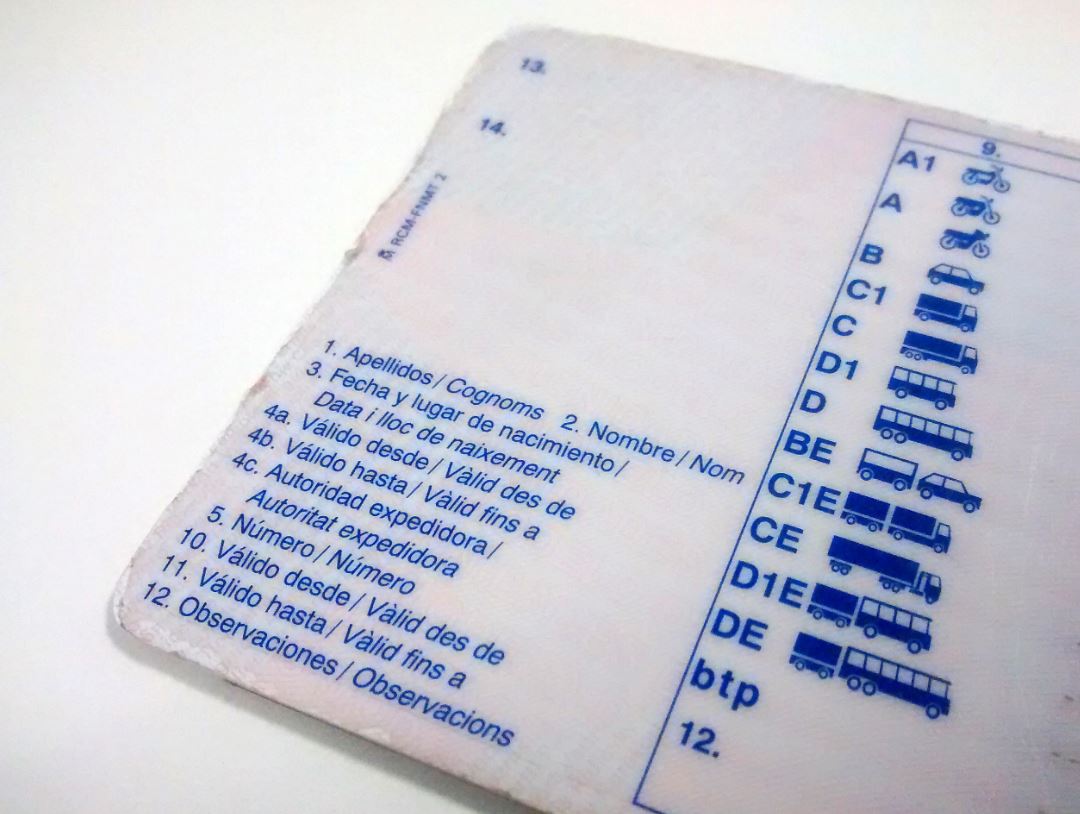 13.
14.
M RCM-FNMT 2
1. Apellidos / Cognoms 2. Nombre / Nom
3. Fecha y lugar de nacimiento /
Data i lloc de naixement
4a. Válido desde / Vàlid des de
4b. Válido hasta / Vàlid fins a
4c. Autoridad expedidora /
Autoritat expedidora
5. Número / Número
10. Válido desde / Vàlid des de
11. Válido hasta / Vàlid fins a
12. Observaciones / Observacions
9.
A1
A
B
C1
C
D1
D
BE
C1E
CE
D1E
DE
btp
12.